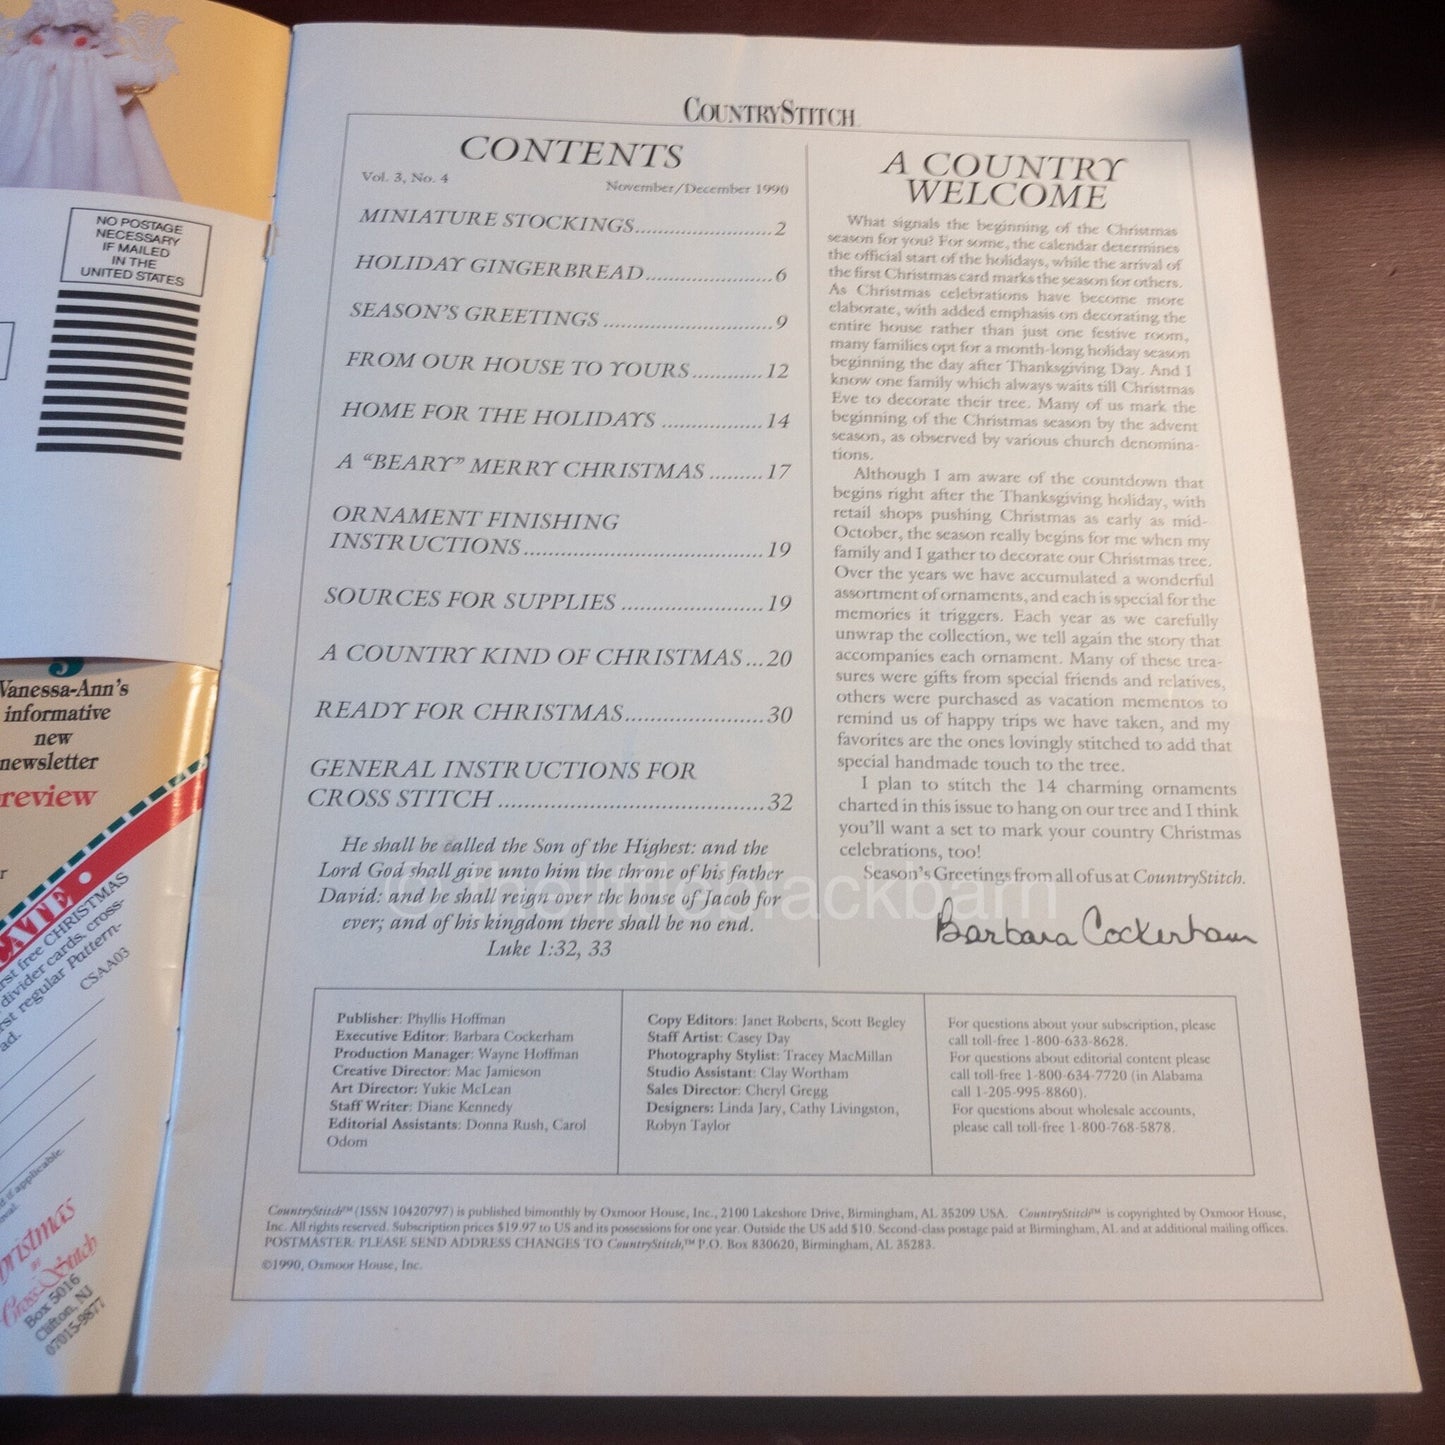 NO POSTAGE
NECESSARY
IF MAILED
IN THE
UNITED STATES
Vanessa-Ann's
informative
new
newsletter
review
first free CHRISTMAS
divider cards, cross-
first regular Pattern-
ad.
CSAA03
if applicable.
Christmas
IN
Cross-Stitch
Box 5016
Clifton, NJ
07015-9877
COUNTRYSTITCH
CONTENTS
Vol. 3, No. 4
November/December 1990
MINIATURE STOCKINGS......................2
HOLIDAY GINGERBREAD.....................6
SEASON'S GREETINGS ............................9
FROM OUR HOUSE TO YOURS............12
HOME FOR THE HOLIDAYS .................14
A "BEARY" MERRY CHRISTMAS .........17
ORNAMENT FINISHING
INSTRUCTIONS.......................................19
SOURCES FOR SUPPLIES .......................19
A COUNTRY KIND OF CHRISTMAS...20
READY FOR CHRISTMAS.......................30
GENERAL INSTRUCTIONS FOR
CROSS STITCH .......................................32
He shall be called the Son of the Highest: and the
Lord God shall give unto him the throne of his father
David: and he shall reign over the house of Jacob for
ever; and of his kingdom there shall be no end.
Luke 1:32, 33
A COUNTRY
WELCOME
What signals the beginning of the Christmas
season for you? For some, the calendar determines
the official start of the holidays, while the arrival of
the first Christmas card marks the season for others.
As Christmas celebrations have become more
elaborate, with added emphasis on decorating the
entire house rather than just one festive room,
many families opt for a month-long holiday season
beginning the day after Thanksgiving Day. And I
know one family which always waits till Christmas
Eve to decorate their tree. Many of us mark the
beginning of the Christmas season by the advent
season, as observed by various church denomina-
tions.
Although I am aware of the countdown that
begins right after the Thanksgiving holiday, with
retail shops pushing Christmas as early as mid-
October, the season really begins for me when my
family and I gather to decorate our Christmas tree.
Over the years we have accumulated a wonderful
assortment of ornaments, and each is special for the
memories it triggers. Each year as we carefully
unwrap the collection, we tell again the story that
accompanies each ornament. Many of these trea-
sures were gifts from special friends and relatives,
others were purchased as vacation mementos to
remind us of happy trips we have taken, and my
favorites are the ones lovingly stitched to add that
special handmade touch to the tree.
I plan to stitch the 14 charming ornaments
charted in this issue to hang on our tree and I think
you'll want a set to mark your country Christmas
celebrations, too!
Season's Greetings from all of us at CountryStitch.
Barbara Cockerham
Publisher: Phyllis Hoffman
Executive Editor: Barbara Cockerham
Production Manager: Wayne Hoffman
Creative Director: Mac Jamieson
Art Director: Yukie McLean
Staff Writer: Diane Kennedy
Editorial Assistants: Donna Rush, Carol
Odom
Copy Editors: Janet Roberts, Scott Begley
Staff Artist: Casey Day
Photography Stylist: Tracey MacMillan
Studio Assistant: Clay Wortham
Sales Director: Cheryl Gregg
Designers: Linda Jary, Cathy Livingston,
Robyn Taylor
For questions about your subscription, please
call toll-free 1-800-633-8628.
For questions about editorial content please
call toll-free 1-800-634-7720 (in Alabama
call 1-205-995-8860).
For questions about wholesale accounts,
please call toll-free 1-800-768-5878.
CountryStitch™ (ISSN 10420797) is published bimonthly by Oxmoor House, Inc., 2100 Lakeshore Drive, Birmingham, AL 35209 USA. CountryStitch™ is copyrighted by Oxmoor House,
Inc. All rights reserved. Subscription prices $19.97 to US and its possessions for one year. Outside the US add $10. Second-class postage paid at Birmingham, AL and at additional mailing offices.
POSTMASTER: PLEASE SEND ADDRESS CHANGES TO CountryStitch,™ P.O. Box 830620, Birmingham, AL 35283.
©1990, Oxmoor House, Inc.